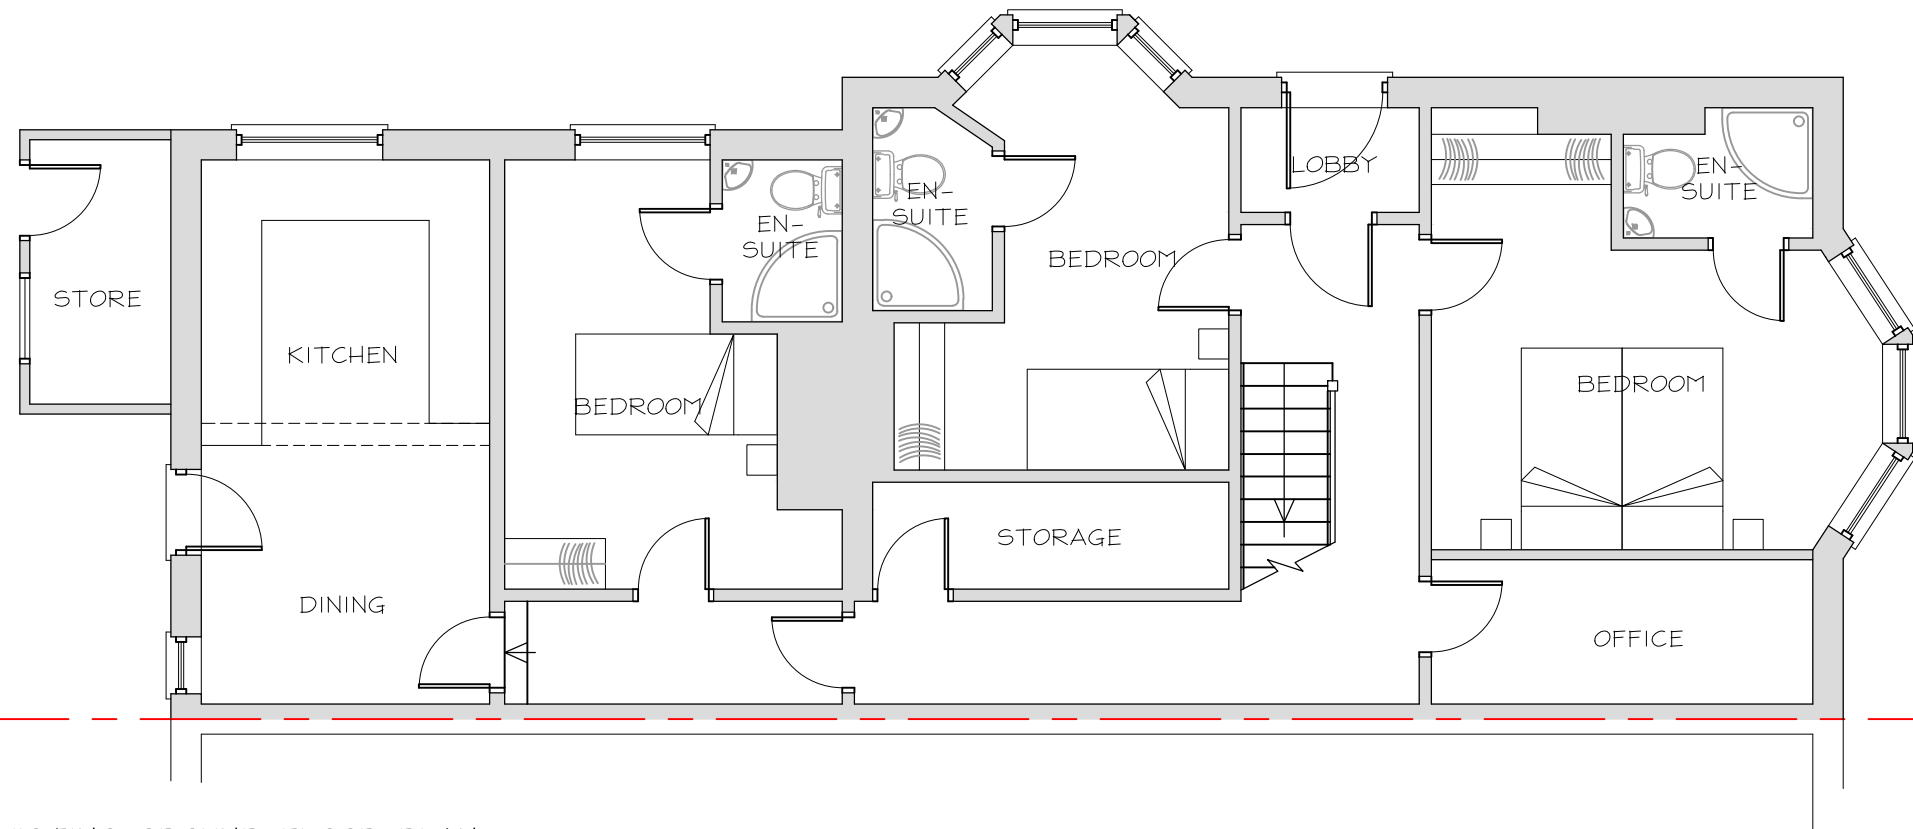 LOBBY
EN-
SUITE
EN-
SUITE
EN-
SUITE
BEDROOM
STORE
KITCHEN
BEDROOM
BEDROOM
STORAGE
DINING
OFFICE